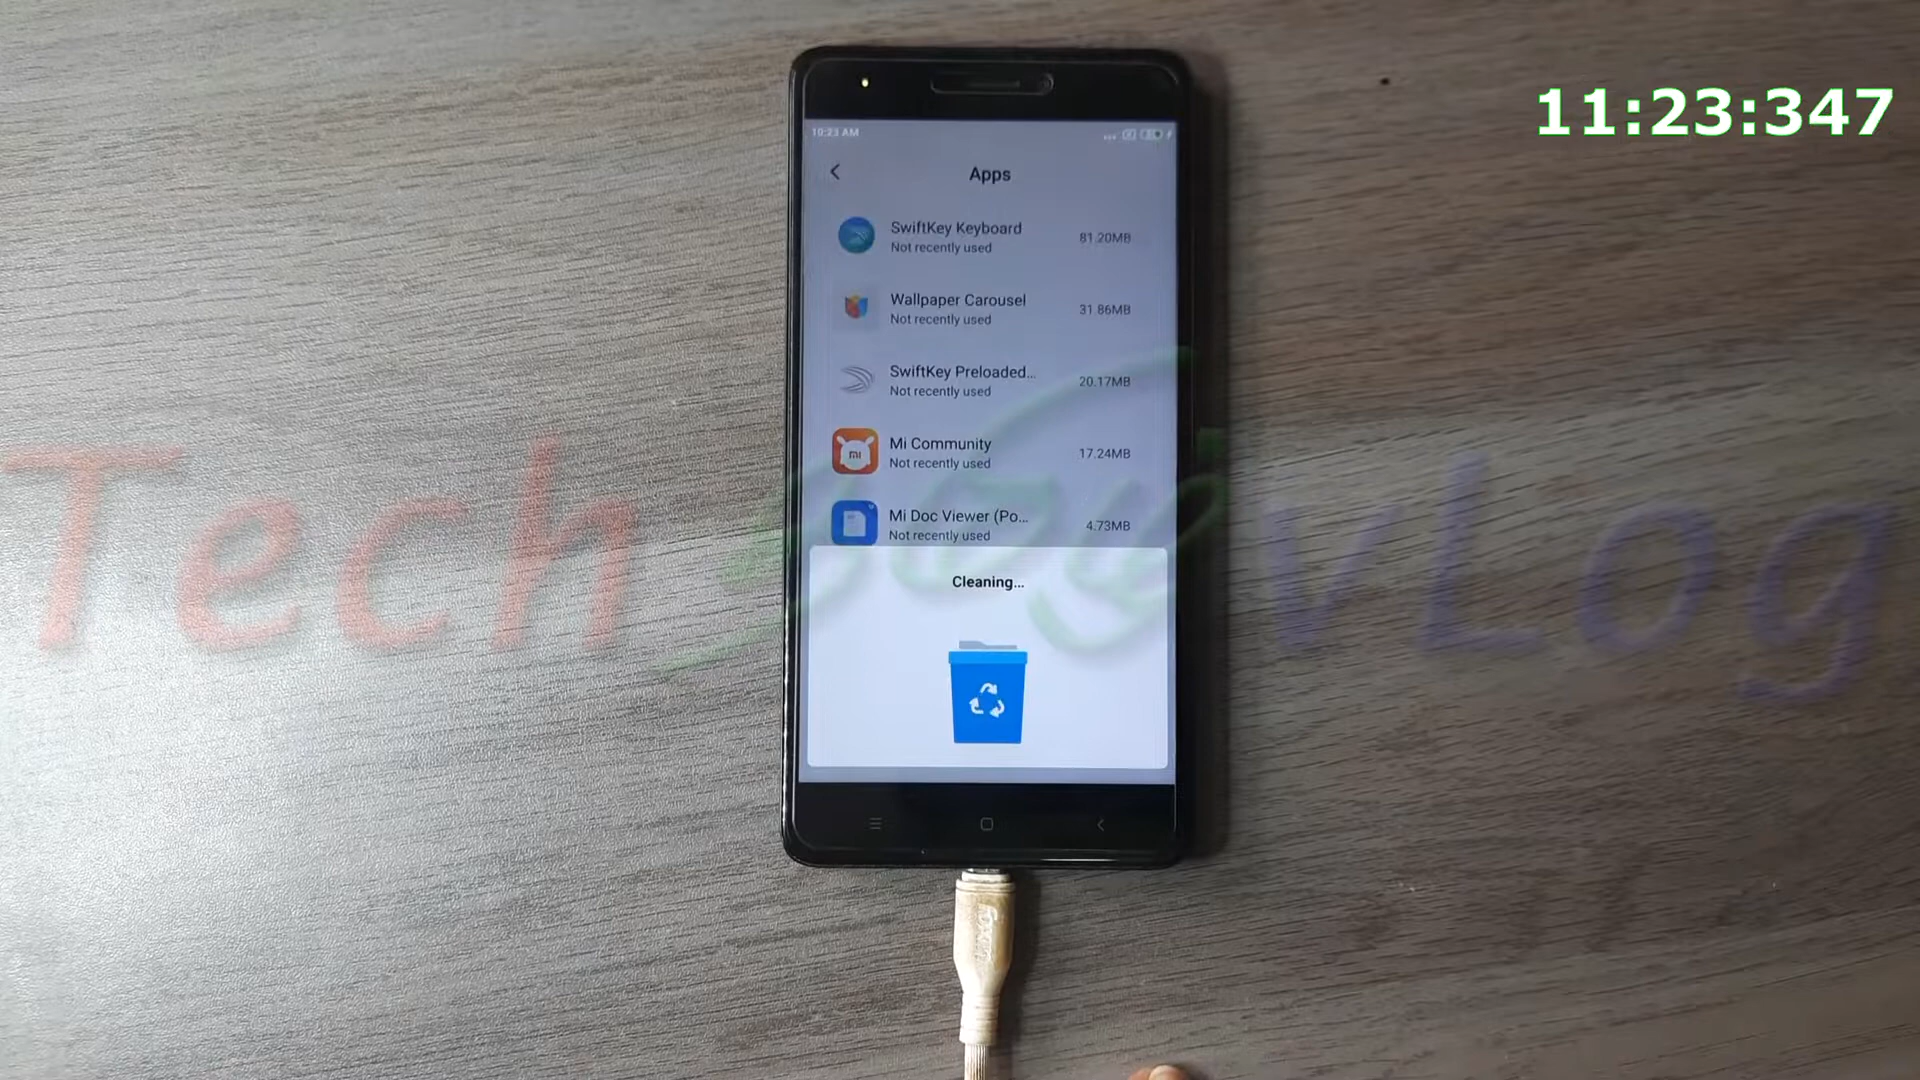 11:23:347
10:23 AM
Apps
SwiftKey Keyboard
Not recently used
81.20MB
Wallpaper Carousel
Not recently used
31.86MB
SwiftKey Preloaded...
Not recently used
20.17MB
Mi Community
Not recently used
17.24MB
mi
Mi Doc Viewer (Po...
Not recently used
4.73MB
Cleaning...
Tech vLog